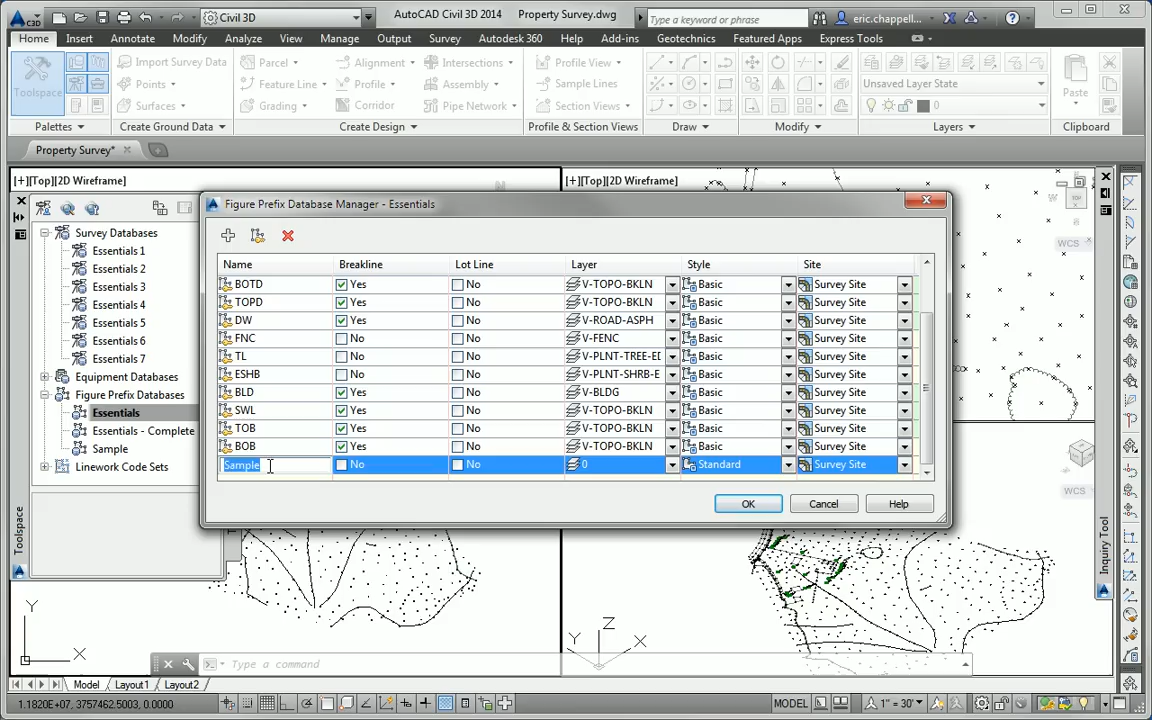 C3D
Civil 3D
AutoCAD Civil 3D 2014 Property Survey.dwg
Type a keyword or phrase
eric.chappell...
Home Insert Annotate Modify Analyze View Manage Output Survey Autodesk 360 Help Add-ins Geotechnics Featured Apps Express Tools
Import Survey Data Parcel Alignment Intersections Profile View
Toolspace Points Feature Line Profile Assembly Sample Lines Unsaved Layer State Paste
Surfaces Grading Corridor Pipe Network Section Views 0
Palettes Create Ground Data Create Design Profile & Section Views Draw Modify Layers Clipboard
Property Survey*
[+][Top][2D Wireframe] [+][Top][2D Wireframe]
TOP
WCS
Survey Databases
Essentials 1
Essentials 2
Essentials 3
Essentials 4
Essentials 5
Essentials 6
Essentials 7
Equipment Databases
Figure Prefix Databases
Essentials
Essentials - Complete
Sample
Linework Code Sets
Toolspace
Figure Prefix Database Manager - Essentials
Name Breakline Lot Line Layer Style Site
BOTD Yes No V-TOPO-BKLN Basic Survey Site
TOPD Yes No V-TOPO-BKLN Basic Survey Site
DW Yes No V-ROAD-ASPH Basic Survey Site
FNC No No V-FENC Basic Survey Site
TL No No V-PLNT-TREE-EI Basic Survey Site
ESHB No No V-PLNT-SHRB-E Basic Survey Site
BLD Yes No V-BLDG Basic Survey Site
SWL Yes No V-TOPO-BKLN Basic Survey Site
TOB Yes No V-TOPO-BKLN Basic Survey Site
BOB Yes No V-TOPO-BKLN Basic Survey Site
Sample No No 0 Standard Survey Site
OK Cancel Help
WCS
Inquiry Tool
Y
X
Z
Y
X
Type a command
Model Layout1 Layout2
1.1820E+07, 3757462.5003, 0.0000
MODEL
1" = 30'